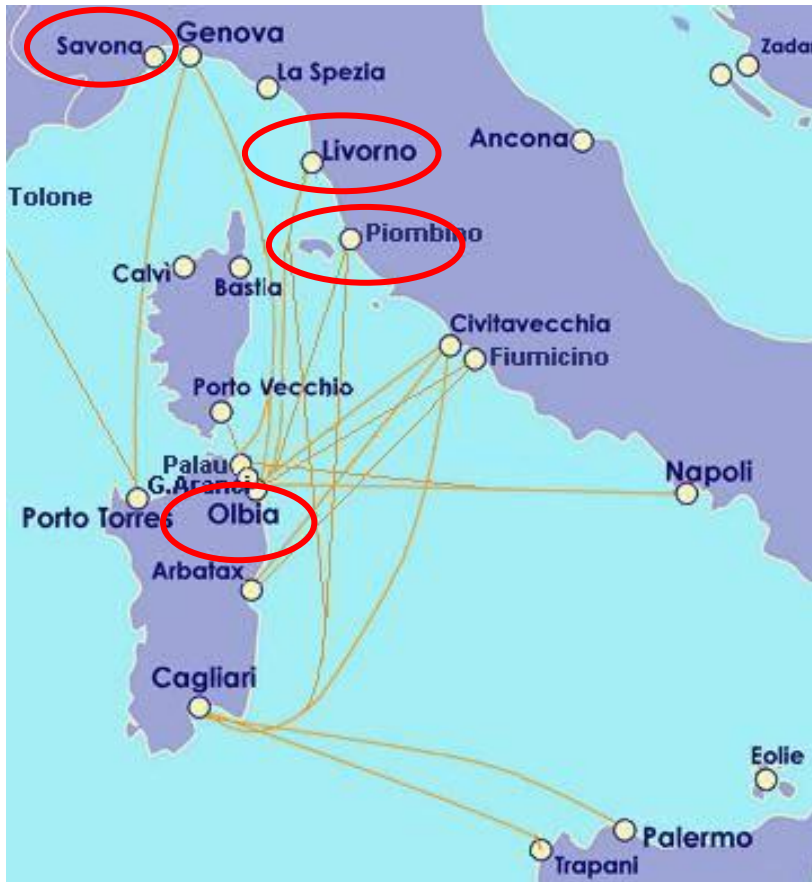 Savona
Genova
La Spezia
Zadar
Ancona
Livorno
Tolone
Piombino
Calvì
Bastia
Civitavecchia
Fiumicino
Porto Vecchio
Palau
G.Aranci
Napoli
Porto Torres
Olbia
Arbatax
Cagliari
Eolie
Palermo
Trapani